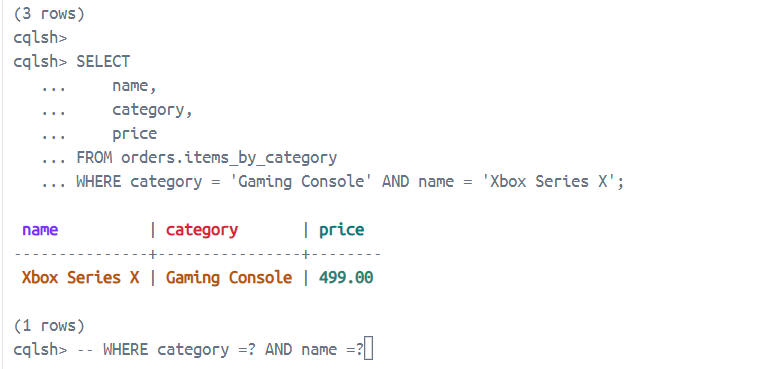 (3 rows)
cqlsh>
cqlsh> SELECT
   ...     name,
   ...     category,
   ...     price
   ... FROM orders.items_by_category
   ... WHERE category = 'Gaming Console' AND name = 'Xbox Series X';

 name          | category       | price
---------------+----------------+--------
 Xbox Series X | Gaming Console | 499.00

(1 rows)
cqlsh> -- WHERE category =? AND name =?